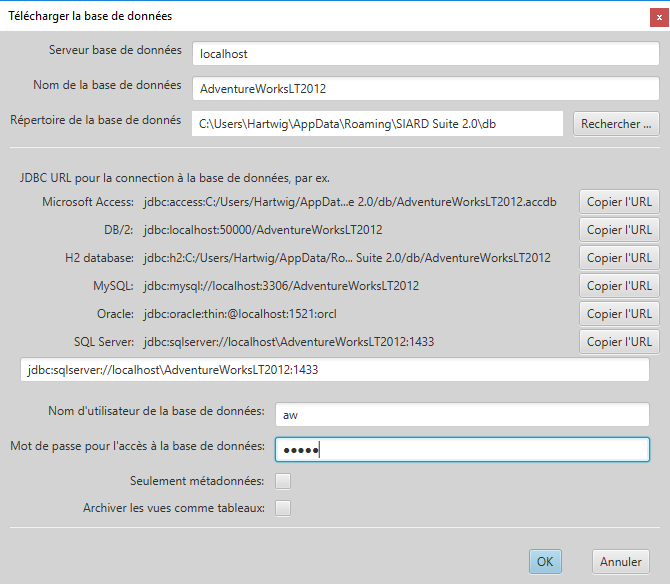 Télécharger la base de données
x
Serveur base de données localhost
Nom de la base de données AdventureWorksLT2012
Répertoire de la base de donnés C:\Users\Hartwig\AppData\Roaming\SIARD Suite 2.0\db Rechercher ...
JDBC URL pour la connection à la base de données, par ex.
Microsoft Access: jdbc:access:C:/Users/Hartwig/AppDat...e 2.0/db/AdventureWorksLT2012.accdb Copier l'URL
DB/2: jdbc:localhost:50000/AdventureWorksLT2012 Copier l'URL
H2 database: jdbc:h2:C:/Users/Hartwig/AppData/Ro... Suite 2.0/db/AdventureWorksLT2012 Copier l'URL
MySQL: jdbc:mysql://localhost:3306/AdventureWorksLT2012 Copier l'URL
Oracle: jdbc:oracle:thin:@localhost:1521:orcl Copier l'URL
SQL Server: jdbc:sqlserver://localhost\AdventureWorksLT2012:1433 Copier l'URL
jdbc:sqlserver://localhost\AdventureWorksLT2012:1433
Nom d'utilisateur de la base de données: aw
Mot de passe pour l'accès à la base de données: •••••
Seulement métadonnées:
Archiver les vues comme tableaux:
OK Annuler